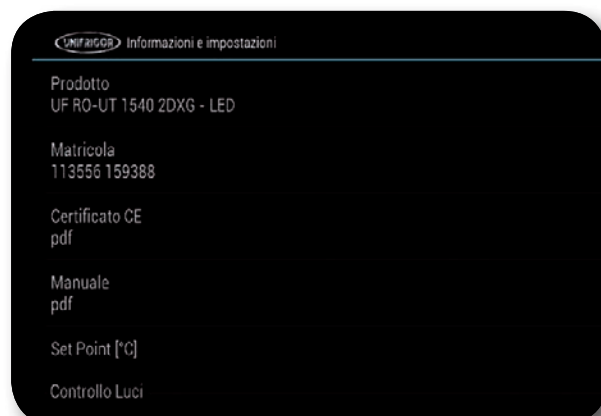 UNIFRIGOR Informazioni e impostazioni
Prodotto
UF RO-UT 1540 2DXG - LED
Matricola
113556 159388
Certificato CE
pdf
Manuale
pdf
Set Point [°C]
Controllo Luci